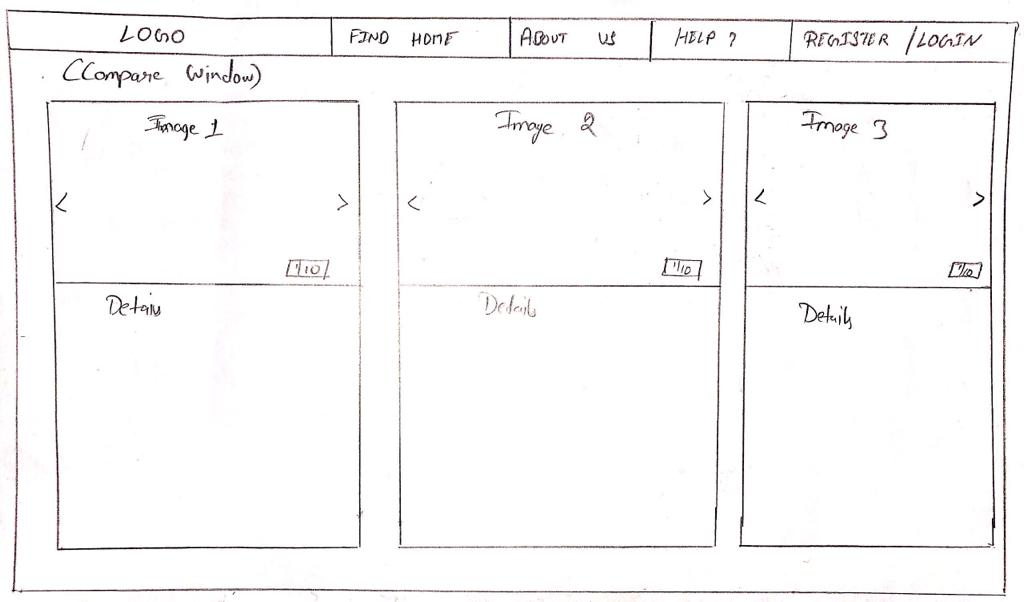 LOGO FIND HOME ABOUT US HELP ? REGISTER / LOGIN
(Compare Window)
Image 1 Image 2 Image 3
< > < > < >
1/10 1/10 1/10
Details Details Details